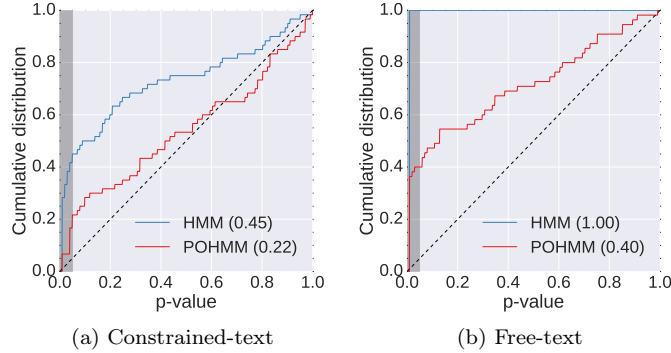 Cumulative distribution
1.0
0.8
0.6
0.4
0.2
0.0
HMM (0.45)
POHMM (0.22)
0.0 0.2 0.4 0.6 0.8 1.0
p-value
(a) Constrained-text
Cumulative distribution
1.0
0.8
0.6
0.4
0.2
0.0
HMM (1.00)
POHMM (0.40)
0.0 0.2 0.4 0.6 0.8 1.0
p-value
(b) Free-text